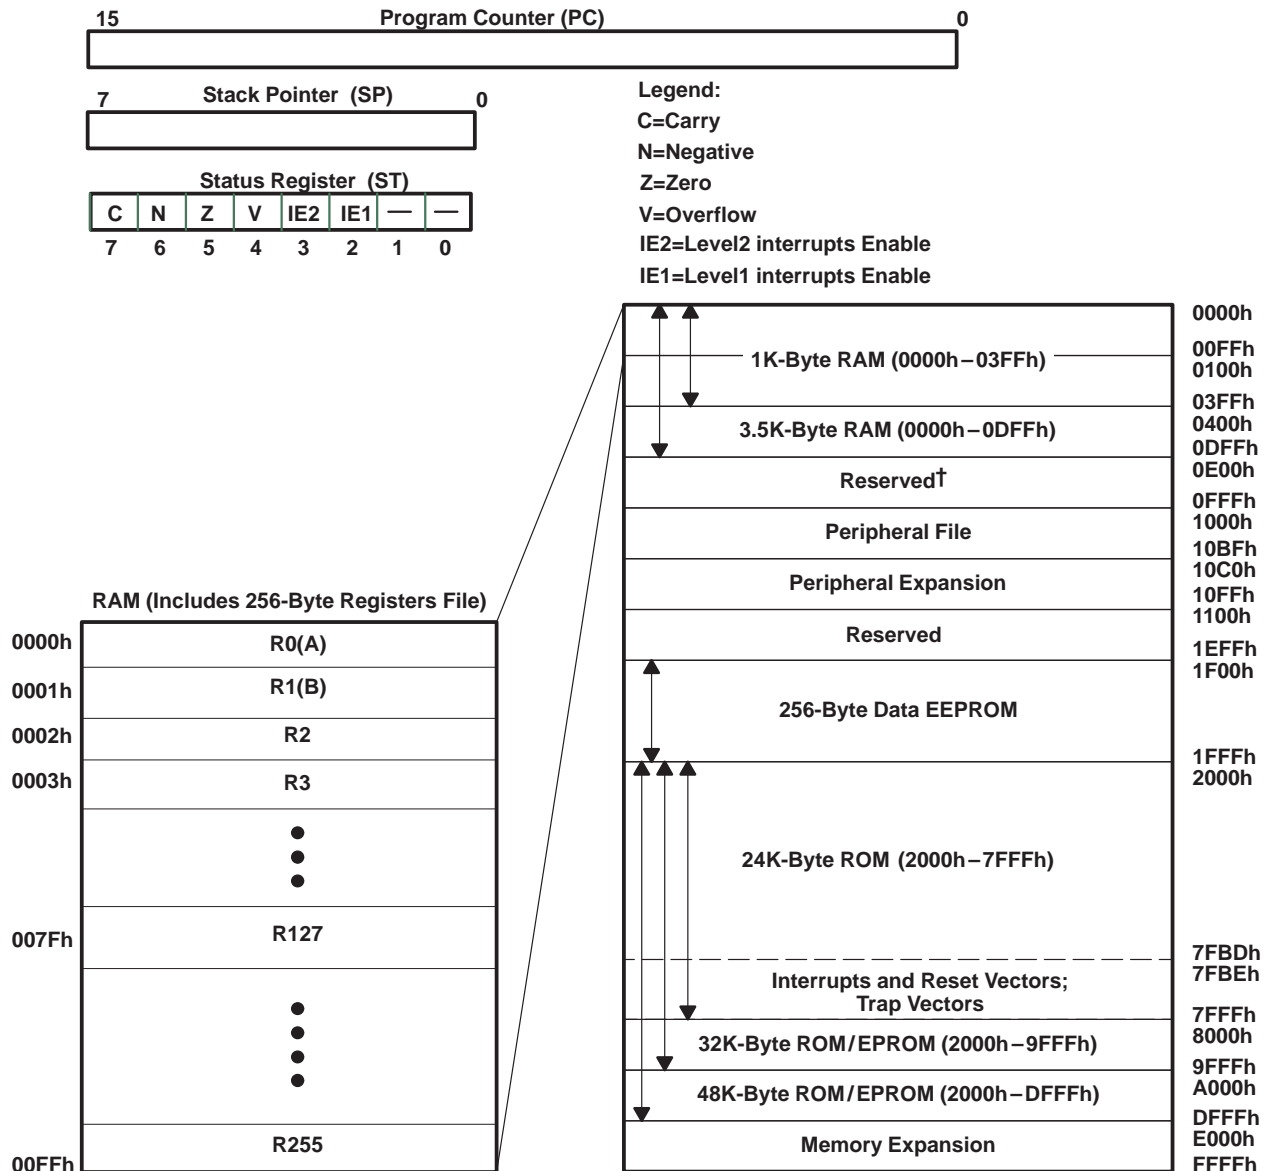 15 Program Counter (PC) 0
7 Stack Pointer (SP) 0
Status Register (ST)
C N Z V IE2 IE1 — —
7 6 5 4 3 2 1 0
Legend:
C=Carry
N=Negative
Z=Zero
V=Overflow
IE2=Level2 interrupts Enable
IE1=Level1 interrupts Enable
RAM (Includes 256-Byte Registers File)
0000h R0(A)
0001h R1(B)
0002h R2
0003h R3
007Fh R127
R255
00FFh
0000h
00FFh
1K-Byte RAM (0000h–03FFh)
0100h
03FFh
0400h
3.5K-Byte RAM (0000h–0DFFh)
0DFFh
0E00h
Reserved†
0FFFh
1000h
Peripheral File
10BFh
10C0h
Peripheral Expansion
10FFh
1100h
Reserved
1EFFh
1F00h
256-Byte Data EEPROM
1FFFh
2000h
24K-Byte ROM (2000h–7FFFh)
7FBDh
7FBEh
Interrupts and Reset Vectors;
Trap Vectors
7FFFh
8000h
32K-Byte ROM/EPROM (2000h–9FFFh)
9FFFh
A000h
48K-Byte ROM/EPROM (2000h–DFFFh)
DFFFh
E000h
Memory Expansion
FFFFh